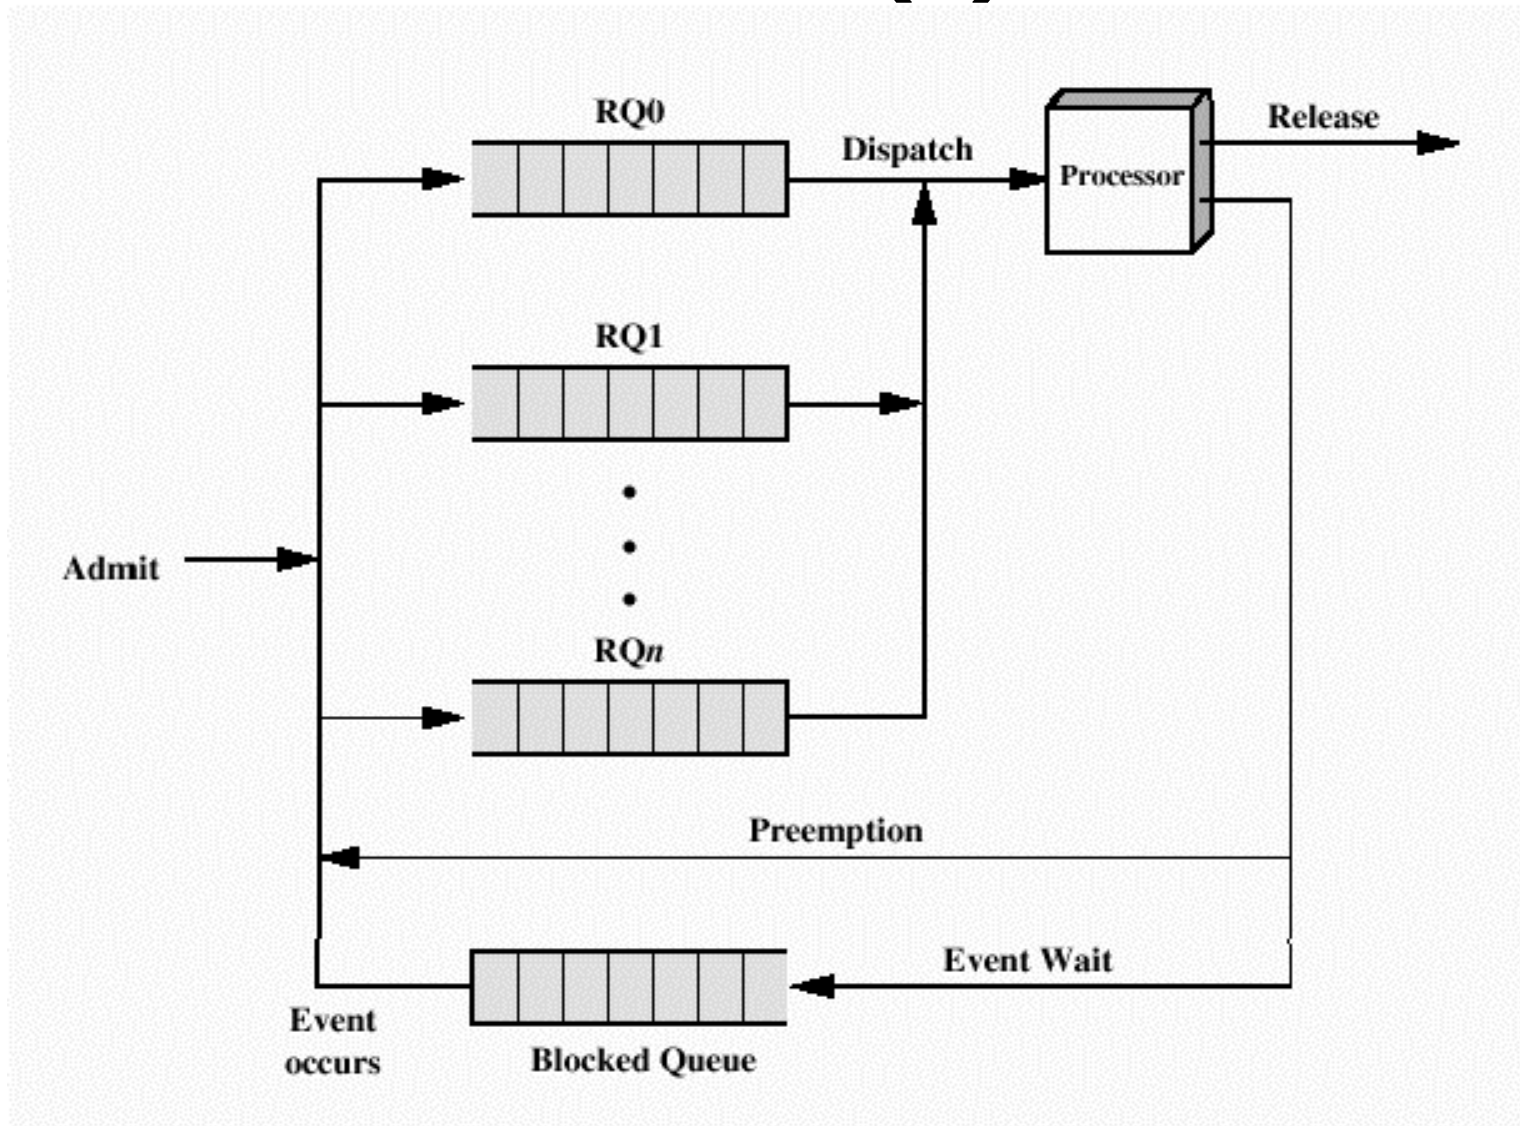 RQ0
Release
Dispatch
Processor
RQ1
Admit
RQn
Preemption
Event Wait
Event
occurs
Blocked Queue